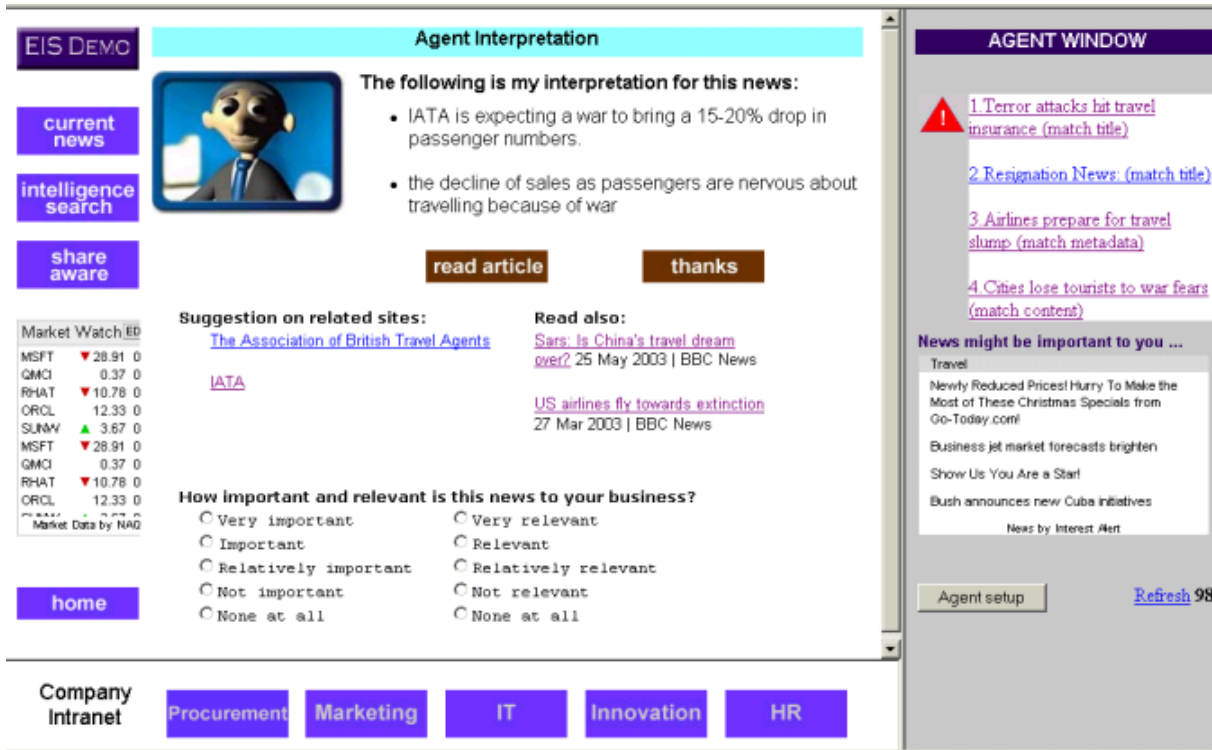 EIS DEMO
current
news
intelligence
search
share
aware
Market Watch ED
MSFT ▼ 28.91 0
QMCI 0.37 0
RHAT ▼ 10.78 0
ORCL 12.33 0
SUNW ▲ 3.67 0
MSFT ▼ 28.91 0
QMCI 0.37 0
RHAT ▼ 10.78 0
ORCL 12.33 0
Market Data by NAQ
home
Agent Interpretation
The following is my interpretation for this news:
• IATA is expecting a war to bring a 15-20% drop in
passenger numbers.
• the decline of sales as passengers are nervous about
travelling because of war
read article
thanks
Suggestion on related sites:
The Association of British Travel Agents
IATA
Read also:
Sars: Is China's travel dream
over? 25 May 2003 | BBC News
US airlines fly towards extinction
27 Mar 2003 | BBC News
How important and relevant is this news to your business?
Very important
Very relevant
Important
Relevant
Relatively important
Relatively relevant
Not important
Not relevant
None at all
None at all
AGENT WINDOW
!
1.Terror attacks hit travel
insurance (match title)
2.Resignation News: (match title)
3.Airlines prepare for travel
slump (match metadata)
4.Cities lose tourists to war fears
(match content)
News might be important to you ...
Travel
Newly Reduced Prices! Hurry To Make the
Most of These Christmas Specials from
Go-Today.com!
Business jet market forecasts brighten
Show Us You Are a Star!
Bush announces new Cuba initiatives
News by Interest Alert
Agent setup
Refresh 98
Company
Intranet
Procurement
Marketing
IT
Innovation
HR